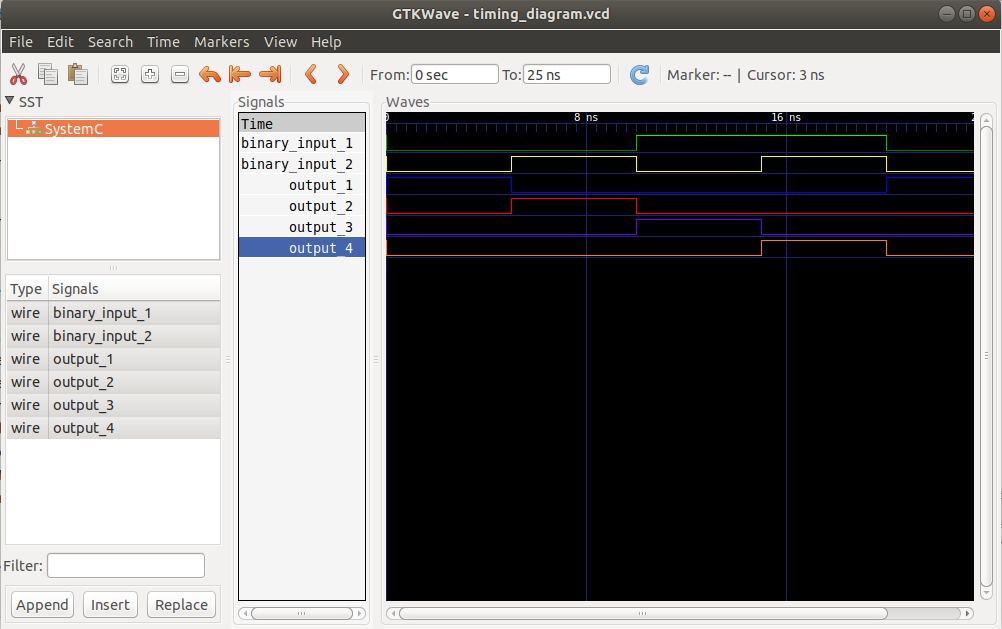 GTKWave - timing_diagram.vcd
File Edit Search Time Markers View Help
From: 0 sec To: 25 ns Marker: -- | Cursor: 3 ns
SST
SystemC
Type Signals
wire binary_input_1
wire binary_input_2
wire output_1
wire output_2
wire output_3
wire output_4
Filter:
Append Insert Replace
Signals
Time
binary_input_1
binary_input_2
output_1
output_2
output_3
output_4
Waves
8 ns 16 ns